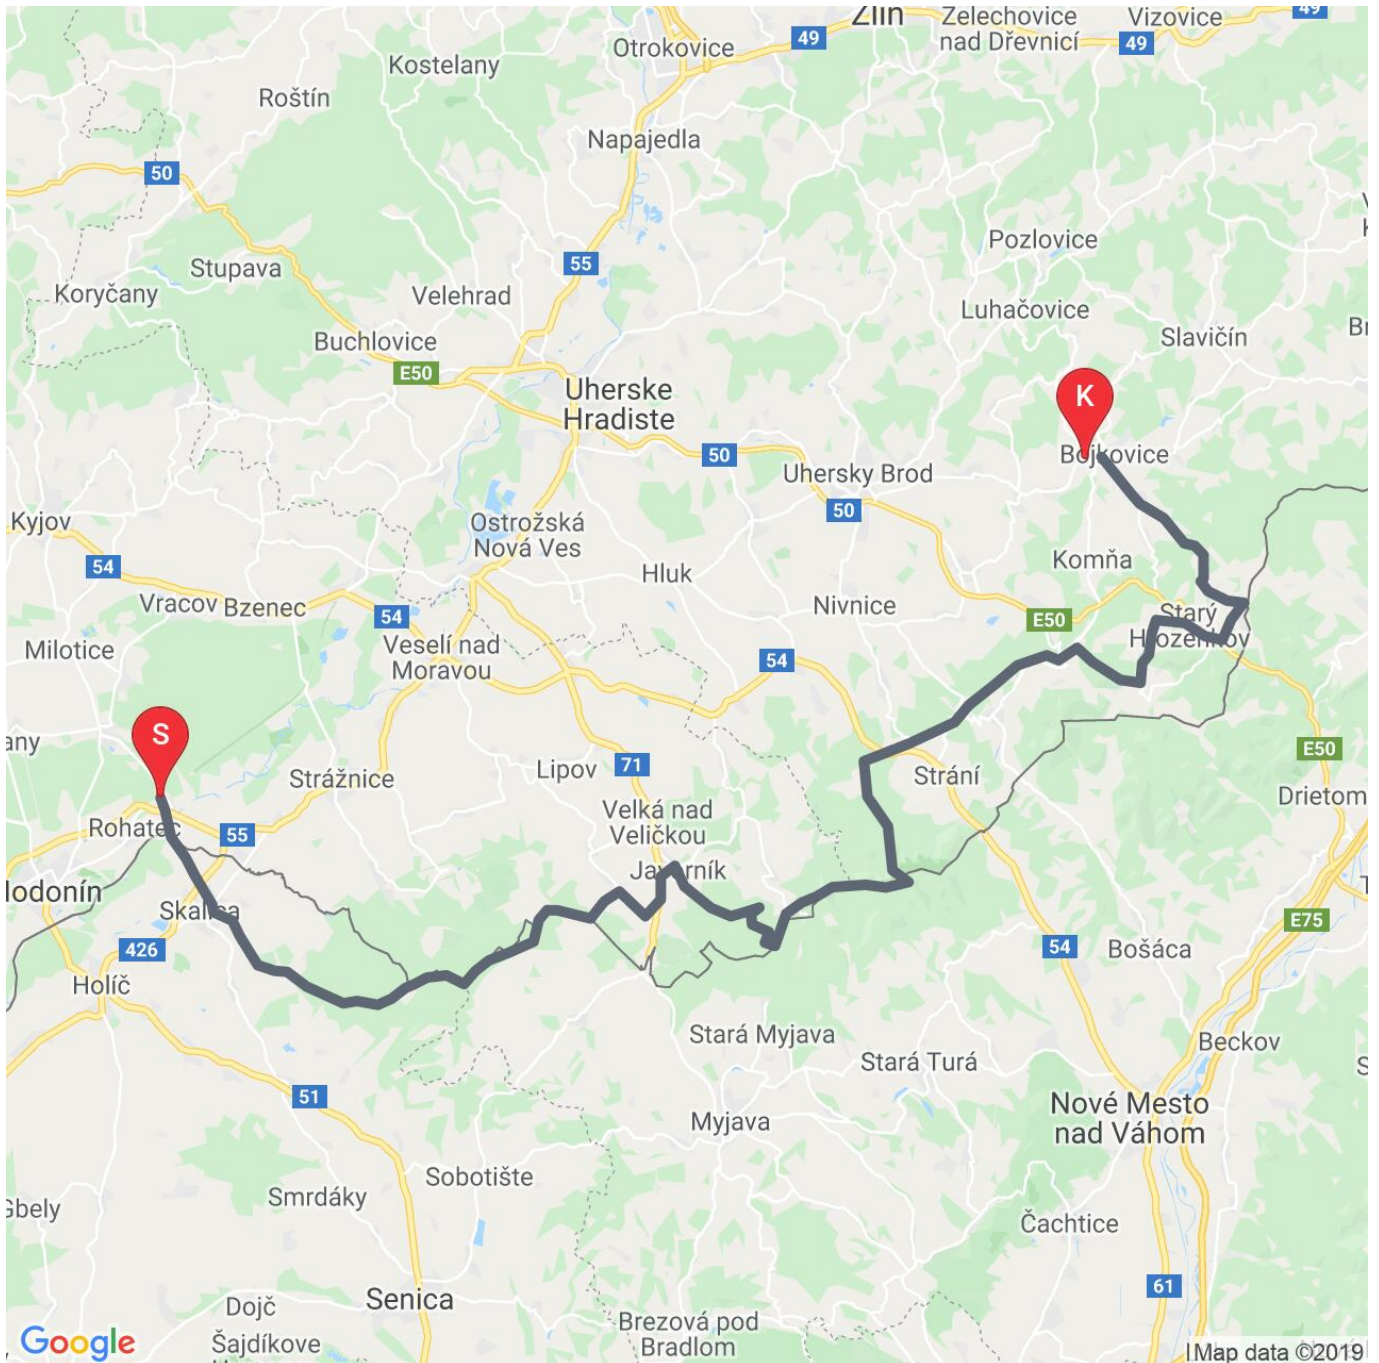 Zlín
Zelechovice
nad Dřevnicí
Vizovice
49
Otrokovice
49
49
Kostelany
Roštín
Napajedla
50
Pozlovice
55
Stupava
Koryčany
Velehrad
Luhačovice
Slavičín
Buchlovice
E50
Uherske
Hradiste
K
Bojkovice
50
Uhersky Brod
50
Kyjov
Ostrožská
Nová Ves
Komňa
54
Hluk
Vracov
Bzenec
54
Nivnice
E50
Starý
Hrozenkov
Milotice
Veselí nad
Moravou
54
S
E50
Strážnice
Lipov
71
Strání
Drietom
Velká nad
Veličkou
Rohatec
55
Javorník
Hodonín
Skalica
E75
426
54
Bošáca
Holíč
Stará Myjava
Beckov
Stará Turá
51
Nové Mesto
nad Váhom
Myjava
Sobotište
Smrdáky
Gbely
Čachtice
61
Senica
Dojč
Brezová pod
Bradlom
Šajdíkove
Google
Map data ©2019